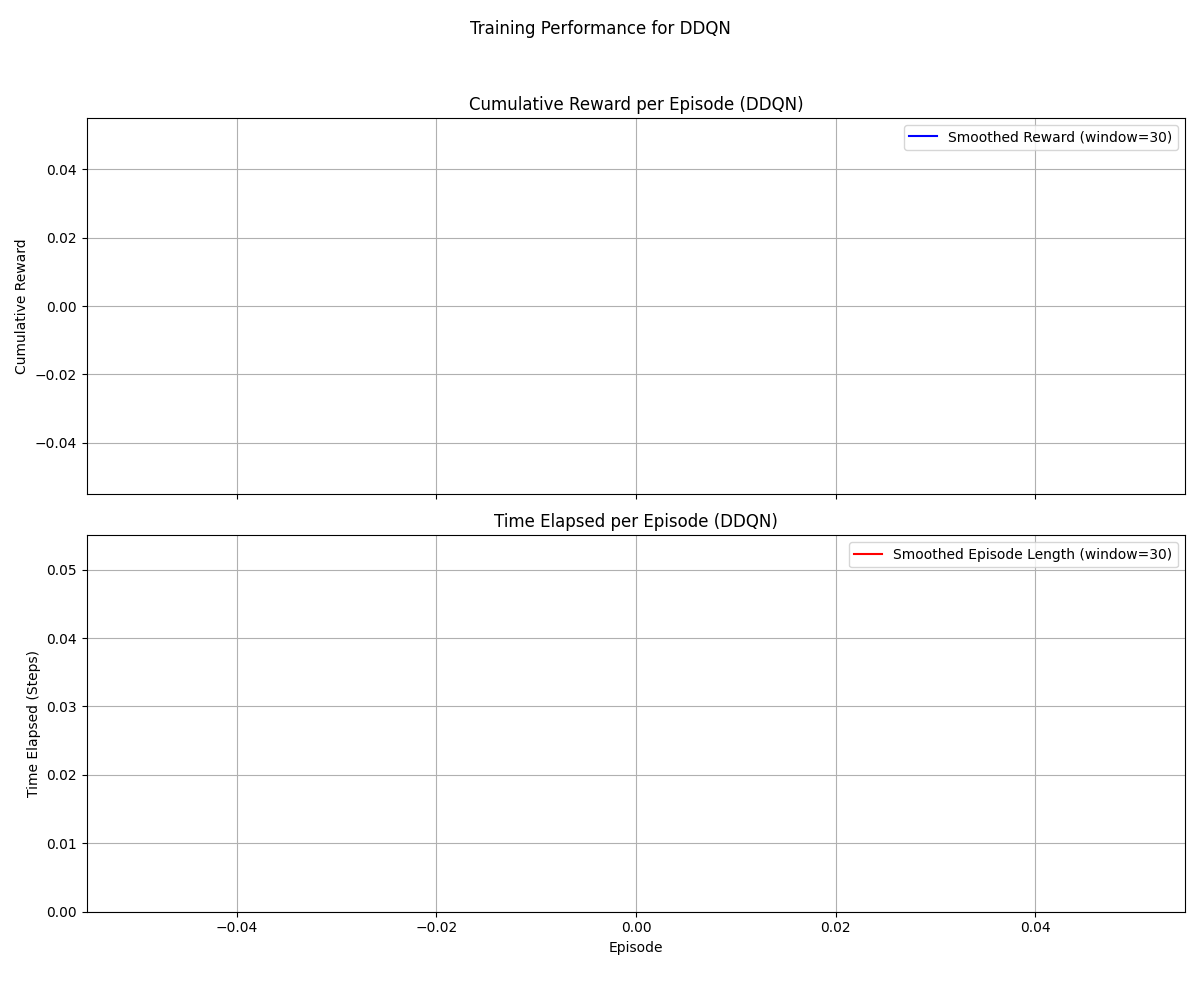 Training Performance for DDQN
Cumulative Reward per Episode (DDQN)
Smoothed Reward (window=30)
Cumulative Reward
0.04
0.02
0.00
−0.02
−0.04
Time Elapsed per Episode (DDQN)
Smoothed Episode Length (window=30)
Time Elapsed (Steps)
0.05
0.04
0.03
0.02
0.01
0.00
−0.04 −0.02 0.00 0.02 0.04
Episode